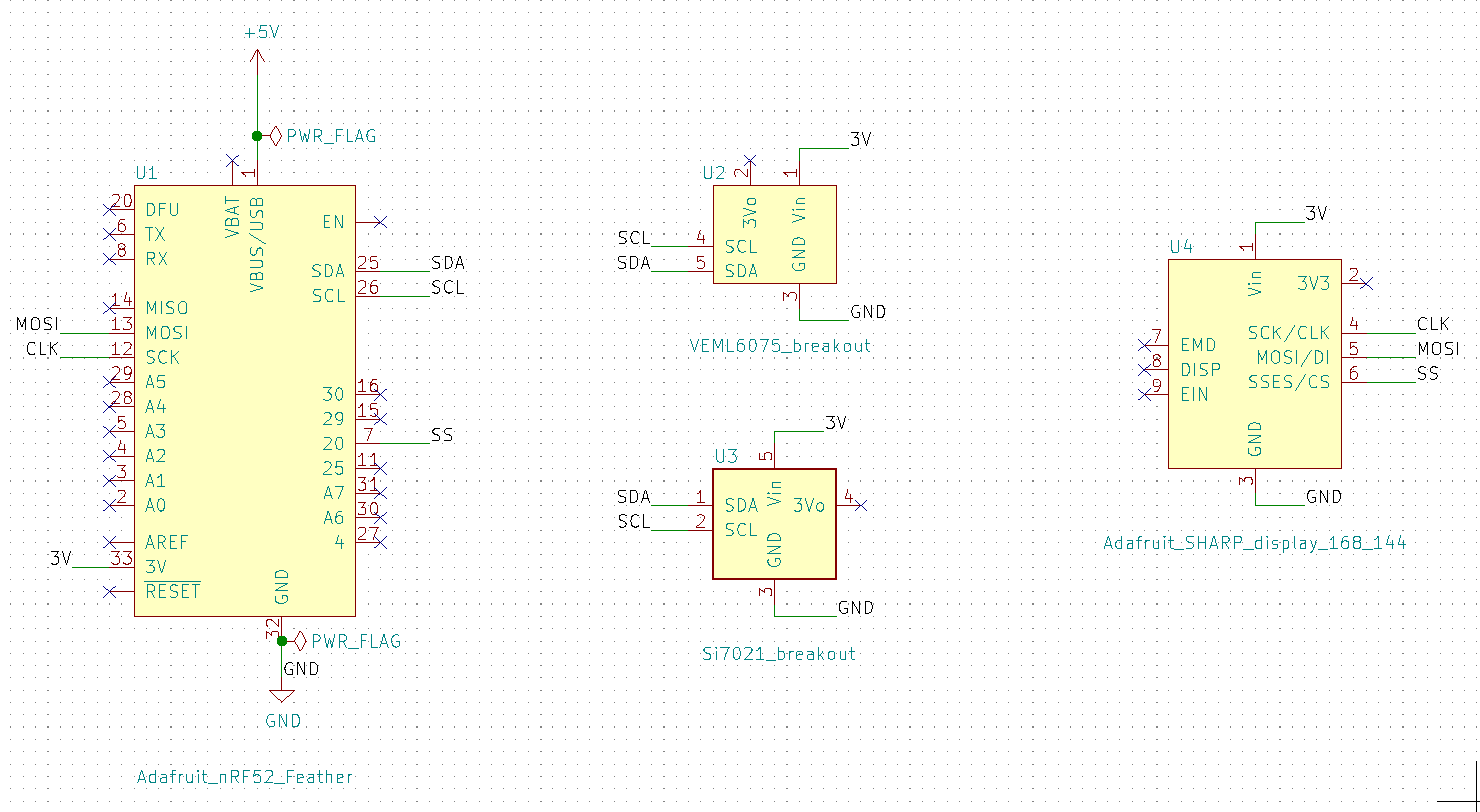 +5V
PWR_FLAG
U1
1
20 DFU
6 TX
8 RX
VBAT
VBUS/USB
EN
SDA 25 SDA
SCL 26 SCL
14 MISO
MOSI 13 MOSI
CLK 12 SCK
29 A5
28 A4
5 A3
4 A2
3 A1
2 A0
AREF
3V 33 3V
RESET
30 16
29 15
20 7 SS
25 11
A7 31
A6 30
4 27
GND
32
PWR_FLAG
GND
GND
Adafruit_nRF52_Feather
3V
U2
2
1
3Vo
Vin
SCL 4 SCL
SDA 5 SDA
GND
3
GND
VEML6075_breakout
3V
U3
5
Vin
SDA 1 SDA
SCL 2 SCL
3Vo 4
GND
3
GND
Si7021_breakout
3V
U4
1
Vin
3V3 2
SCK/CLK 4 CLK
MOSI/DI 5 MOSI
SSES/CS 6 SS
7 EMD
8 DISP
9 EIN
GND
3
GND
Adafruit_SHARP_display_168_144